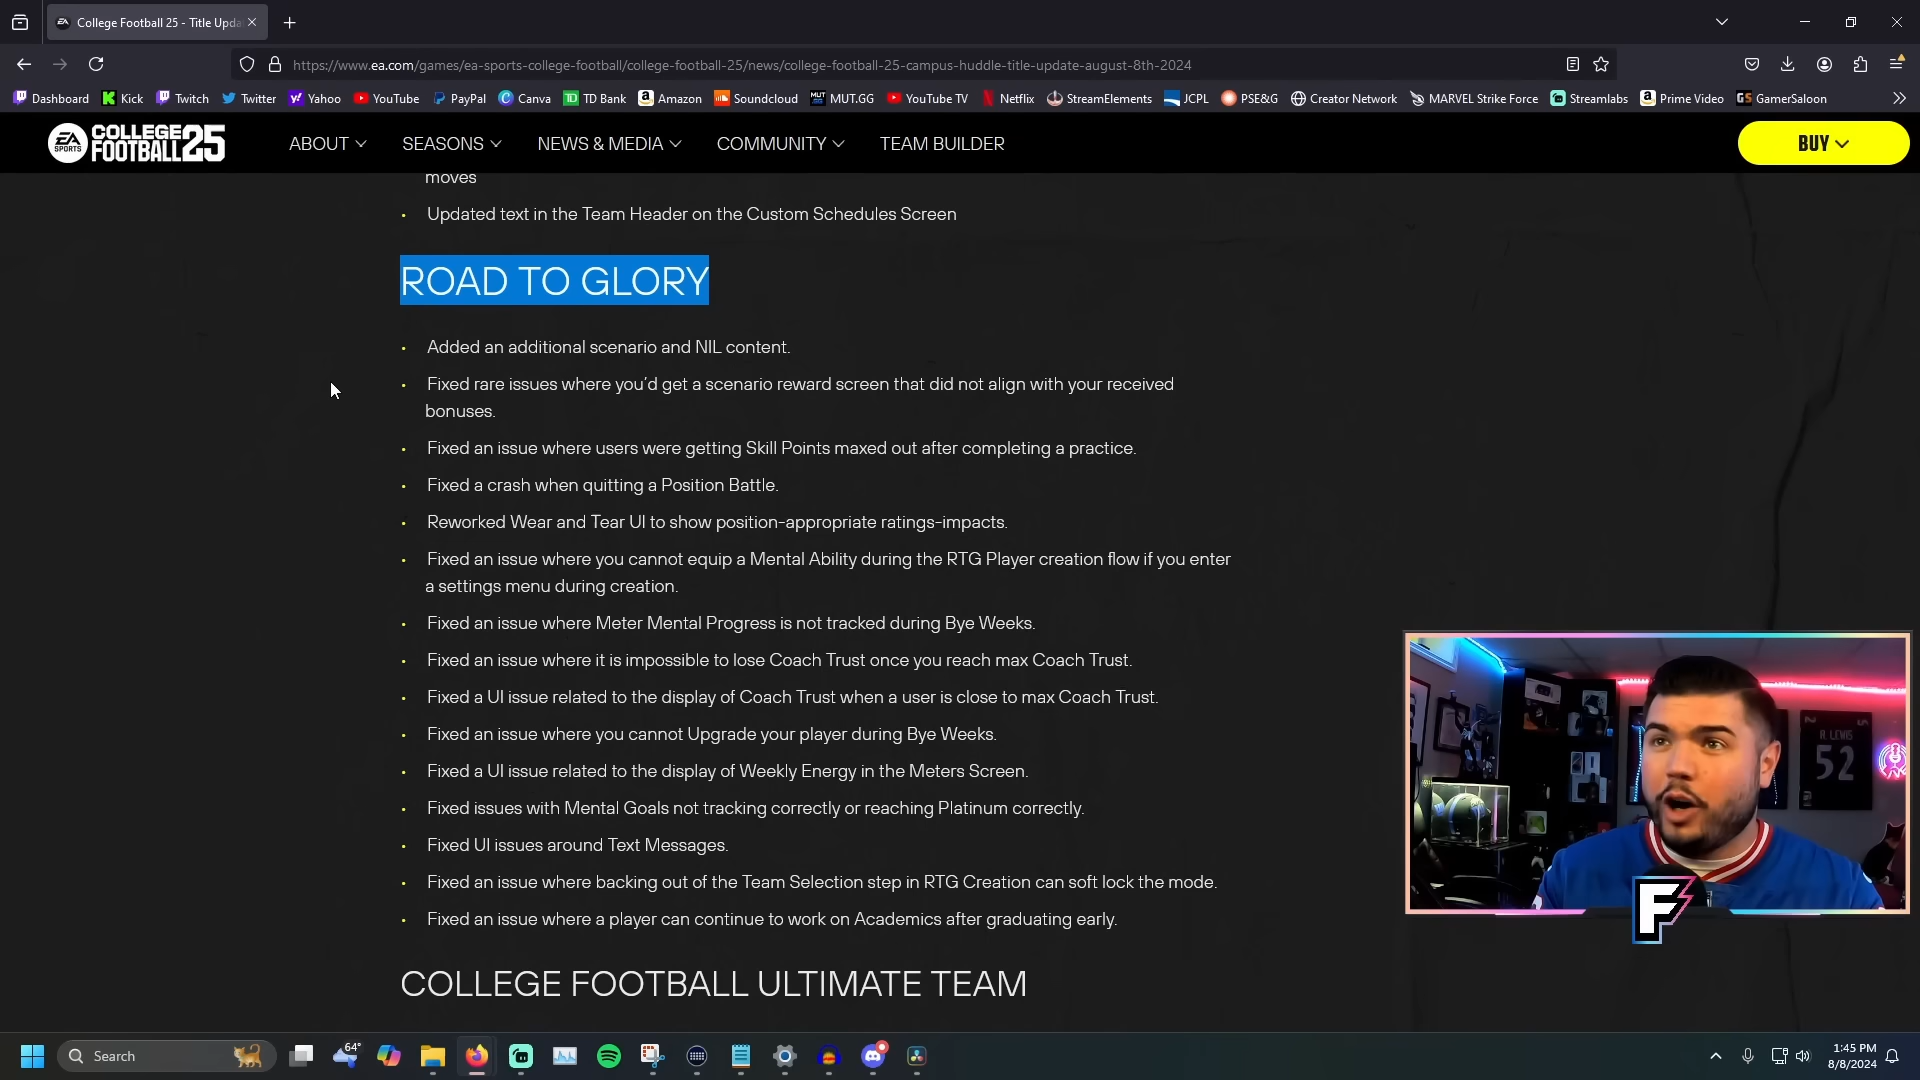 College Football 25 - Title Upda
https://www.ea.com/games/ea-sports-college-football/college-football-25/news/college-football-25-campus-huddle-title-update-august-8th-2024
Dashboard Kick Twitch Twitter Yahoo YouTube PayPal Canva TD Bank Amazon Soundcloud MUT.GG YouTube TV Netflix StreamElements JCPL PSE&G Creator Network MARVEL Strike Force Streamlabs Prime Video GamerSaloon
EA SPORTS COLLEGE FOOTBALL 25 ABOUT SEASONS NEWS & MEDIA COMMUNITY TEAM BUILDER BUY
moves
• Updated text in the Team Header on the Custom Schedules Screen
ROAD TO GLORY
• Added an additional scenario and NIL content.
• Fixed rare issues where you'd get a scenario reward screen that did not align with your received
bonuses.
• Fixed an issue where users were getting Skill Points maxed out after completing a practice.
• Fixed a crash when quitting a Position Battle.
• Reworked Wear and Tear UI to show position-appropriate ratings-impacts.
• Fixed an issue where you cannot equip a Mental Ability during the RTG Player creation flow if you enter
a settings menu during creation.
• Fixed an issue where Meter Mental Progress is not tracked during Bye Weeks.
• Fixed an issue where it is impossible to lose Coach Trust once you reach max Coach Trust.
• Fixed a UI issue related to the display of Coach Trust when a user is close to max Coach Trust.
• Fixed an issue where you cannot Upgrade your player during Bye Weeks.
• Fixed a UI issue related to the display of Weekly Energy in the Meters Screen.
• Fixed issues with Mental Goals not tracking correctly or reaching Platinum correctly.
• Fixed UI issues around Text Messages.
• Fixed an issue where backing out of the Team Selection step in RTG Creation can soft lock the mode.
• Fixed an issue where a player can continue to work on Academics after graduating early.
COLLEGE FOOTBALL ULTIMATE TEAM
R. LEWIS
52
F
Search
64°
1:45 PM
8/8/2024